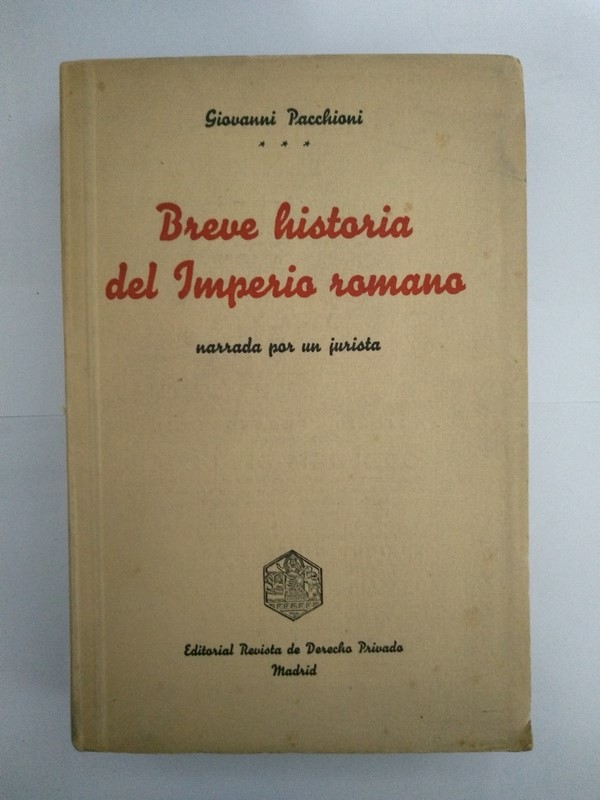 Giovanni Pacchioni
* * *
Breve historia
del Imperio romano
narrada por un jurista
Editorial Revista de Derecho Privado
Madrid